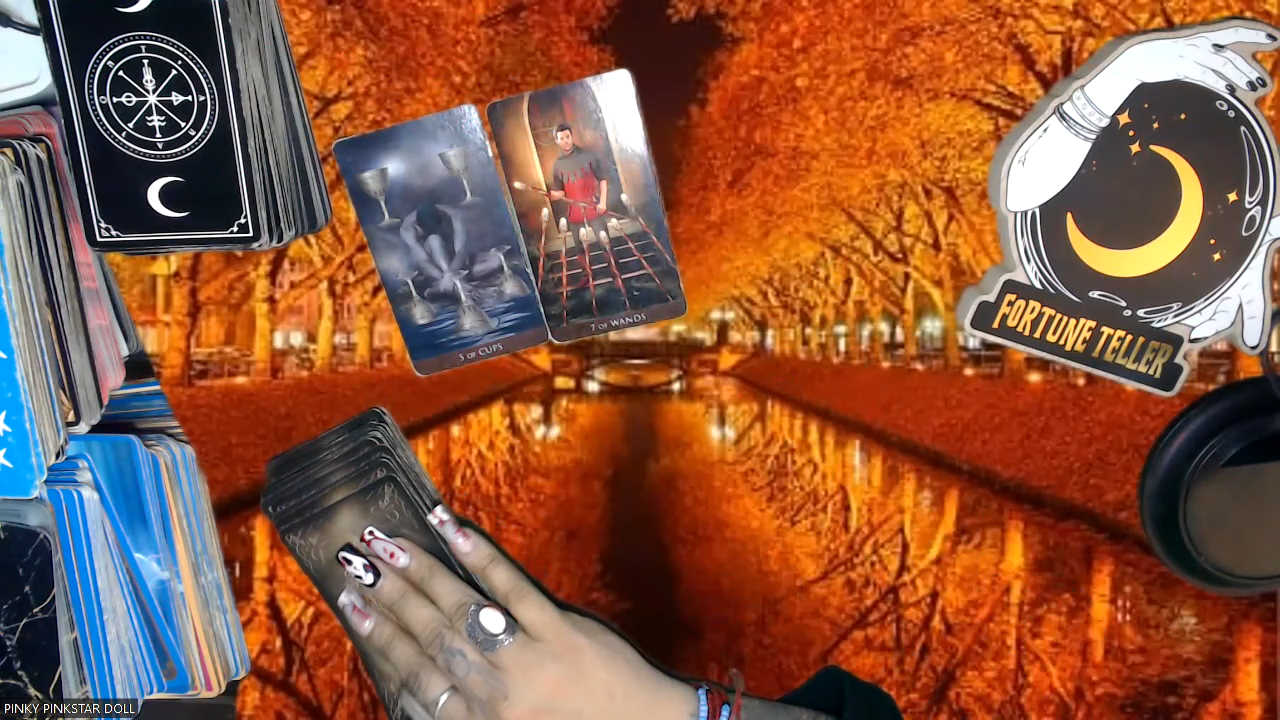 5 OF CUPS
7 OF WANDS
FORTUNE TELLER
PINKY PINKSTAR DOLL